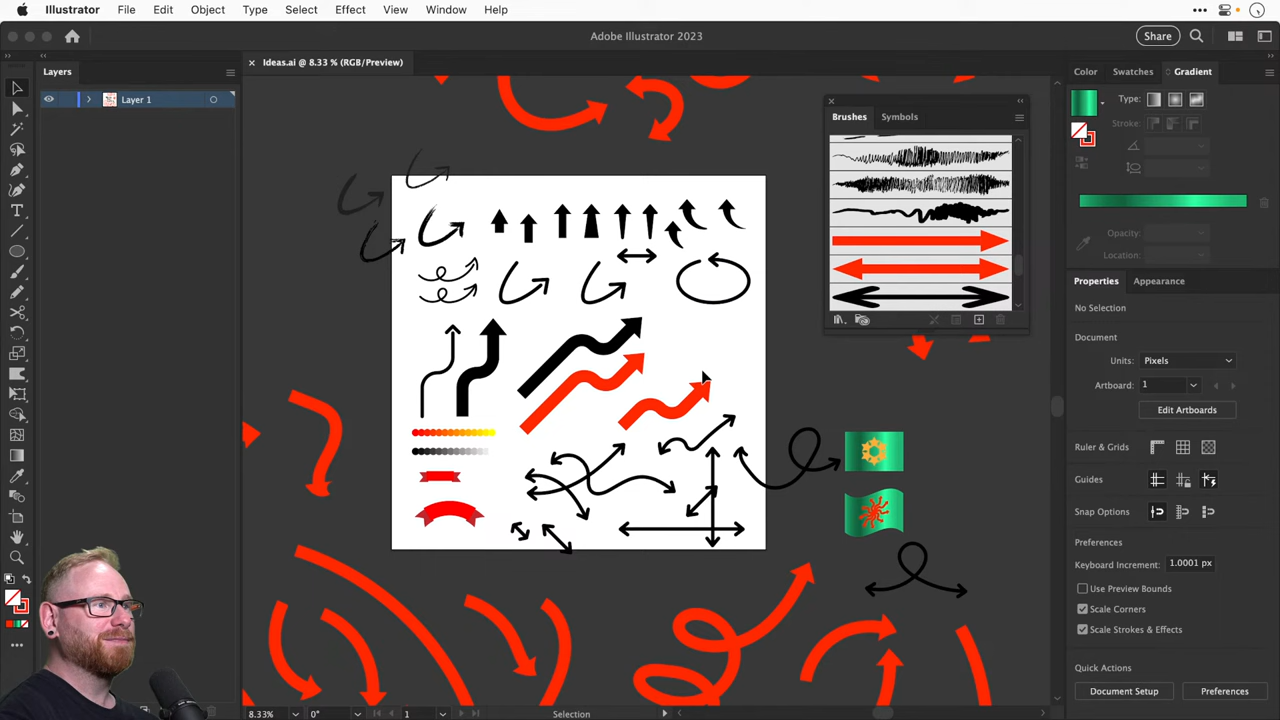 Illustrator File Edit Object Type Select Effect View Window Help
Adobe Illustrator 2023
Share
Layers
Ideas.ai @ 8.33 % (RGB/Preview)
Color Swatches Gradient
Layer 1
Type:
Brushes Symbols
Stroke:
Opacity:
Location:
Properties Appearance
No Selection
Document
Units: Pixels
Artboard: 1
Edit Artboards
Ruler & Grids
Guides
Snap Options
Preferences
Keyboard Increment: 1.0001 px
Use Preview Bounds
Scale Corners
Scale Strokes & Effects
Quick Actions
Document Setup Preferences
8.33% 0° 1 Selection